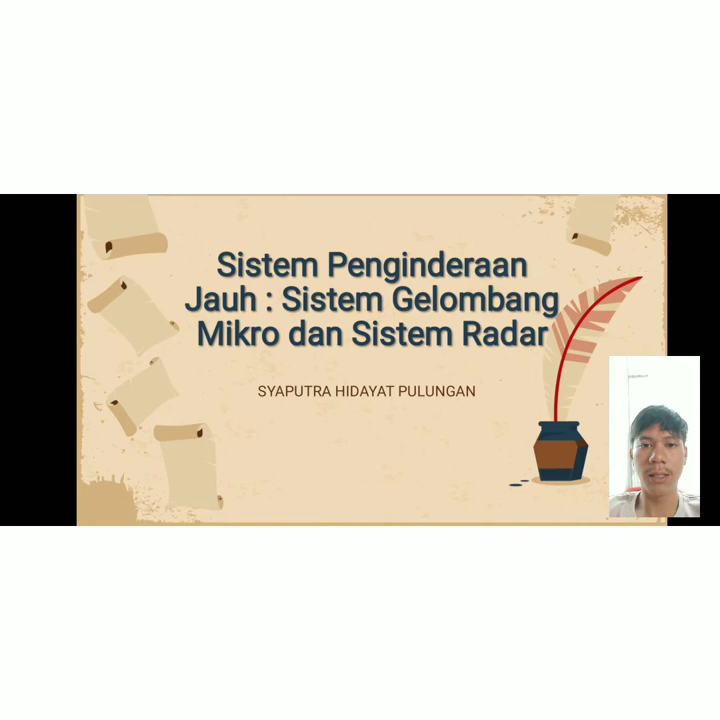 Sistem Penginderaan
Jauh : Sistem Gelombang
Mikro dan Sistem Radar
SYAPUTRA HIDAYAT PULUNGAN